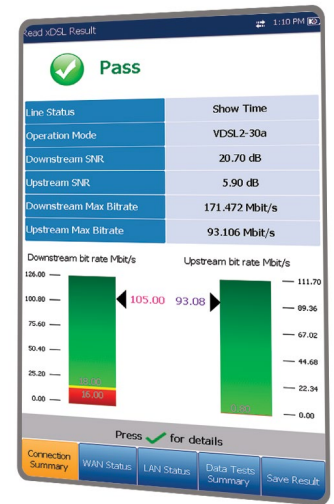 Read xDSL Result 1:10 PM
Pass
Line Status Show Time
Operation Mode VDSL2-30a
Downstream SNR 20.70 dB
Upstream SNR 5.90 dB
Downstream Max Bitrate 171.472 Mbit/s
Upstream Max Bitrate 93.106 Mbit/s
Downstream bit rate Mbit/s Upstream bit rate Mbit/s
126.00 111.70
100.80 105.00 93.08 89.36
75.60 67.02
50.40 44.68
25.20 22.34
16.00
0.00 0.00
Press for details
Connection Summary WAN Status LAN Status Data Tests Summary Save Result